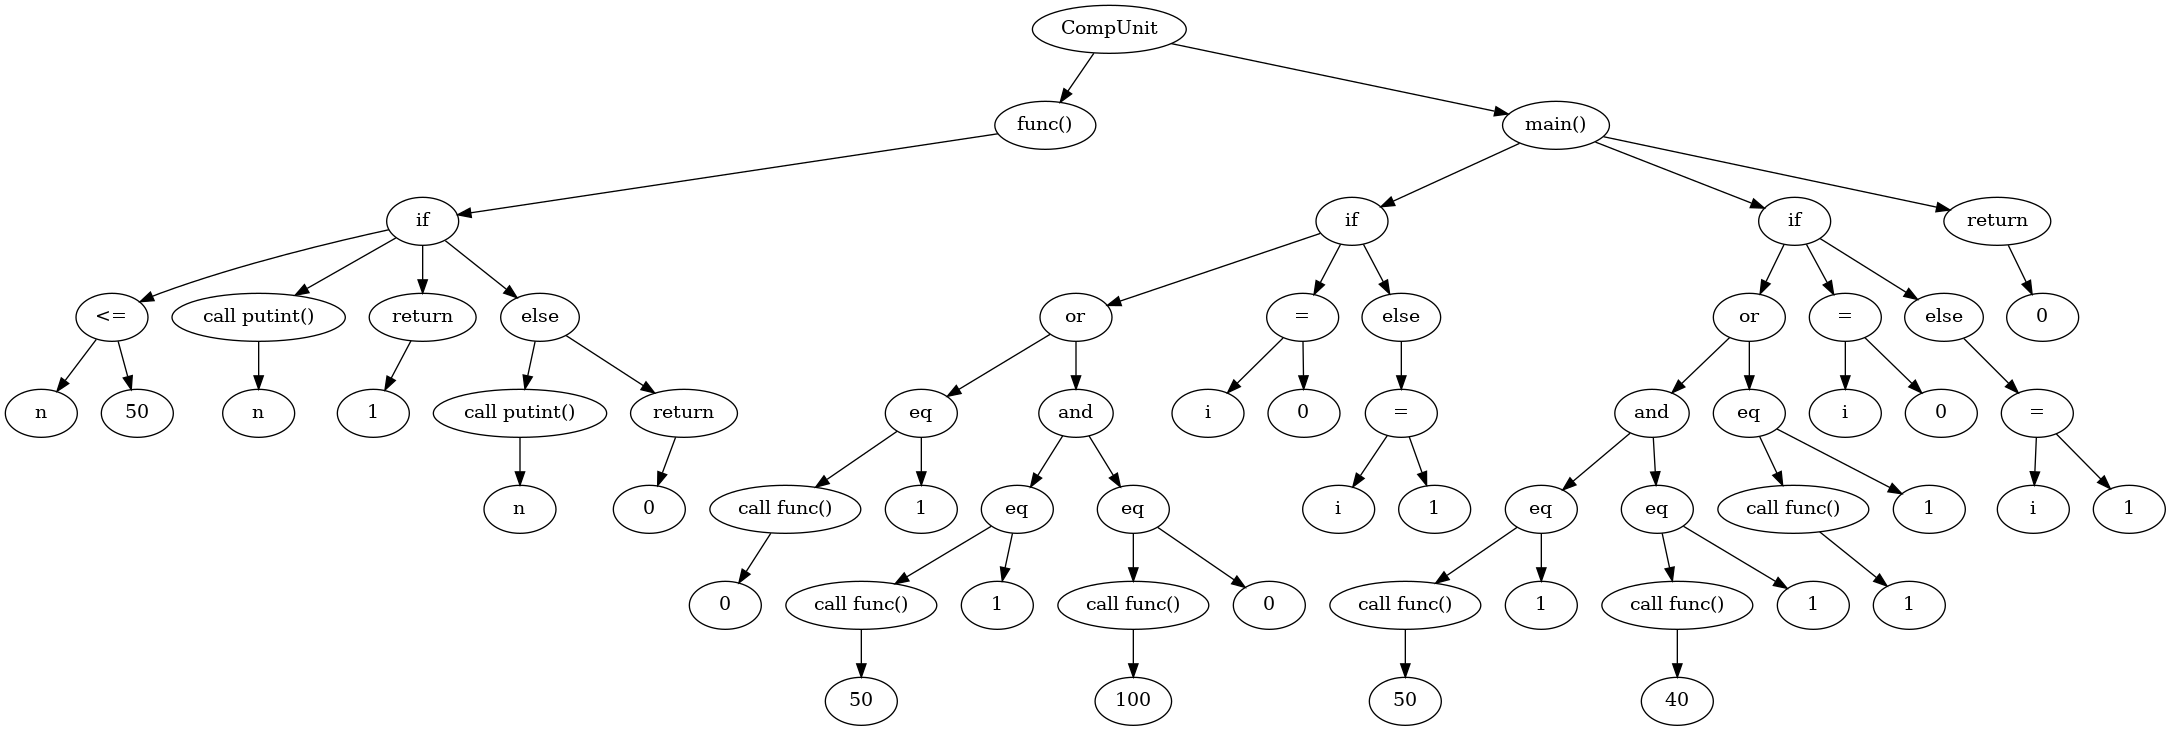 CompUnit
func()
main()
if
if
if
return
<=
call putint()
return
else
or
=
else
or
=
else
0
n
50
n
1
call putint()
return
eq
and
i
0
=
and
eq
i
0
=
n
0
call func()
1
eq
eq
i
1
eq
eq
call func()
1
i
1
0
call func()
1
call func()
0
call func()
1
call func()
1
1
50
100
50
40